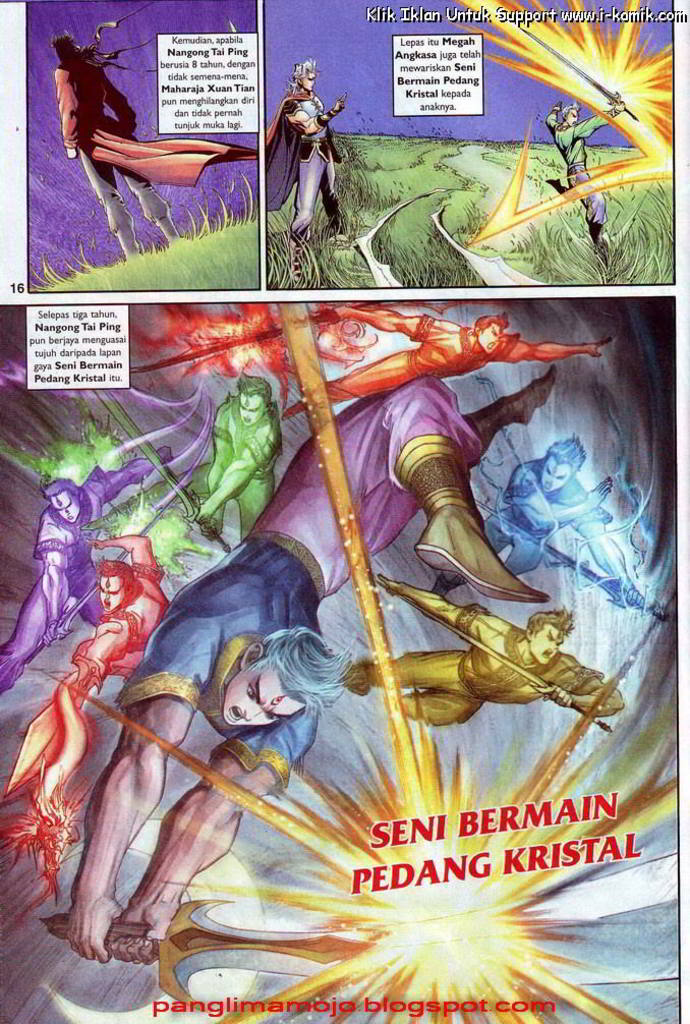 Klik Iklan Untuk Support www.i-komik.com
Kemudian, apabila
Nangong Tai Ping
berusia 8 tahun, dengan
tidak semena-mena,
Maharaja Xuan Tian
pun menghilangkan diri
dan tidak pernah
tunjuk muka lagi.
Lepas itu Megah
Angkasa juga telah
mewariskan Seni
Bermain Pedang
Kristal kepada
anaknya.
16
Selepas tiga tahun,
Nangong Tai Ping
pun berjaya menguasai
tujuh daripada lapan
gaya Seni Bermain
Pedang Kristal itu.
SENI BERMAIN
PEDANG KRISTAL
panglimamojo.blogspot.com